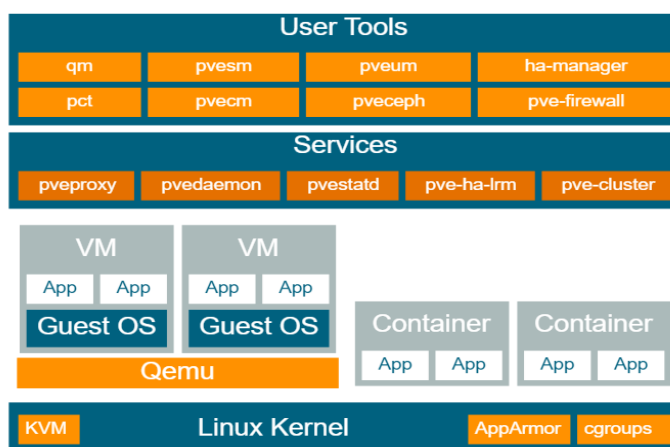 User Tools
qm pvesm pveum ha-manager
pct pvecm pveceph pve-firewall
Services
pveproxy pvedaemon pvestatd pve-ha-lrm pve-cluster
VM VM
App App App App
Guest OS Guest OS
Container Container
App App App App
Qemu
KVM Linux Kernel AppArmor cgroups